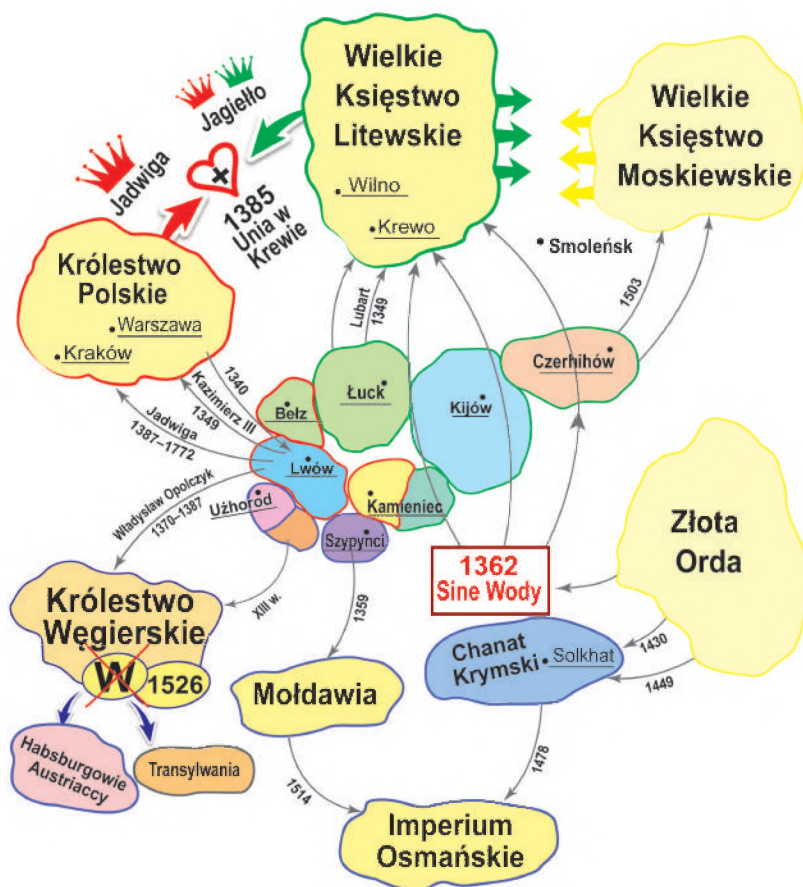 Wielkie
Księstwo
Litewskie
Wilno
Krewo
Wielkie
Księstwo
Moskiewskie
Jagiełło
Jadwiga
1385
Unia w
Krewie
Królestwo
Polskie
Warszawa
Kraków
Smoleńsk
1503
Lubart
1349
1340
Kazimierz III
1349
Jadwiga
1387–1772
Władysław Opolczyk
1370–1387
Bełz
Łuck
Kijów
Czerhihów
Lwów
Użhoród
Kamieniec
Szypynci
Złota
Orda
1362
Sine Wody
XIII w.
1359
Królestwo
Węgierskie
W
1526
Chanat
Krymski
Solkhat
1430
1449
Mołdawia
Habsburgowie
Austriaccy
Transylwania
1514
1478
Imperium
Osmańskie